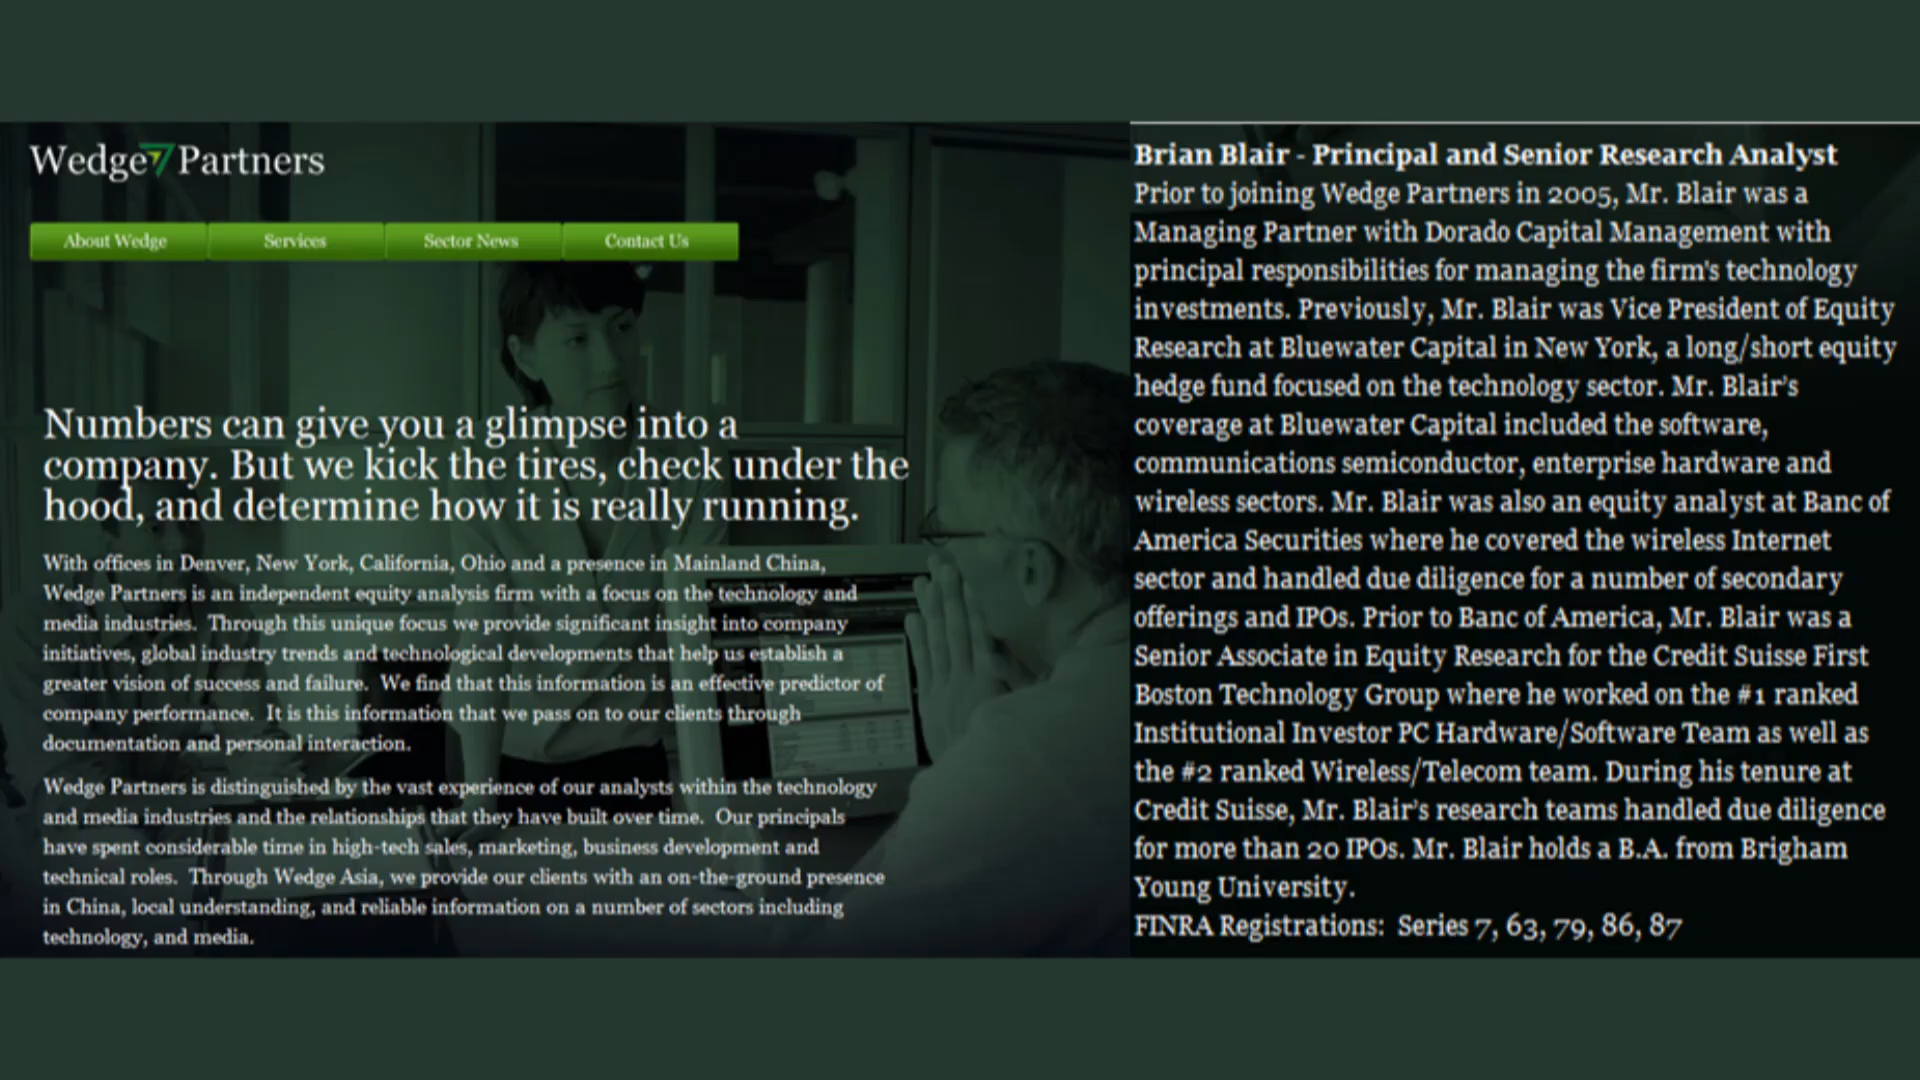 Wedge Partners
About Wedge
Services
Sector News
Contact Us
Numbers can give you a glimpse into a
company. But we kick the tires, check under the
hood, and determine how it is really running.
With offices in Denver, New York, California, Ohio and a presence in Mainland China,
Wedge Partners is an independent equity analysis firm with a focus on the technology and
media industries. Through this unique focus we provide significant insight into company
initiatives, global industry trends and technological developments that help us establish a
greater vision of success and failure. We find that this information is an effective predictor of
company performance. It is this information that we pass on to our clients through
documentation and personal interaction.
Wedge Partners is distinguished by the vast experience of our analysts within the technology
and media industries and the relationships that they have built over time. Our principals
have spent considerable time in high-tech sales, marketing, business development and
technical roles. Through Wedge Asia, we provide our clients with an on-the-ground presence
in China, local understanding, and reliable information on a number of sectors including
technology, and media.
Brian Blair - Principal and Senior Research Analyst
Prior to joining Wedge Partners in 2005, Mr. Blair was a
Managing Partner with Dorado Capital Management with
principal responsibilities for managing the firm's technology
investments. Previously, Mr. Blair was Vice President of Equity
Research at Bluewater Capital in New York, a long/short equity
hedge fund focused on the technology sector. Mr. Blair's
coverage at Bluewater Capital included the software,
communications semiconductor, enterprise hardware and
wireless sectors. Mr. Blair was also an equity analyst at Banc of
America Securities where he covered the wireless Internet
sector and handled due diligence for a number of secondary
offerings and IPOs. Prior to Banc of America, Mr. Blair was a
Senior Associate in Equity Research for the Credit Suisse First
Boston Technology Group where he worked on the #1 ranked
Institutional Investor PC Hardware/Software Team as well as
the #2 ranked Wireless/Telecom team. During his tenure at
Credit Suisse, Mr. Blair's research teams handled due diligence
for more than 20 IPOs. Mr. Blair holds a B.A. from Brigham
Young University.
FINRA Registrations: Series 7, 63, 79, 86, 87